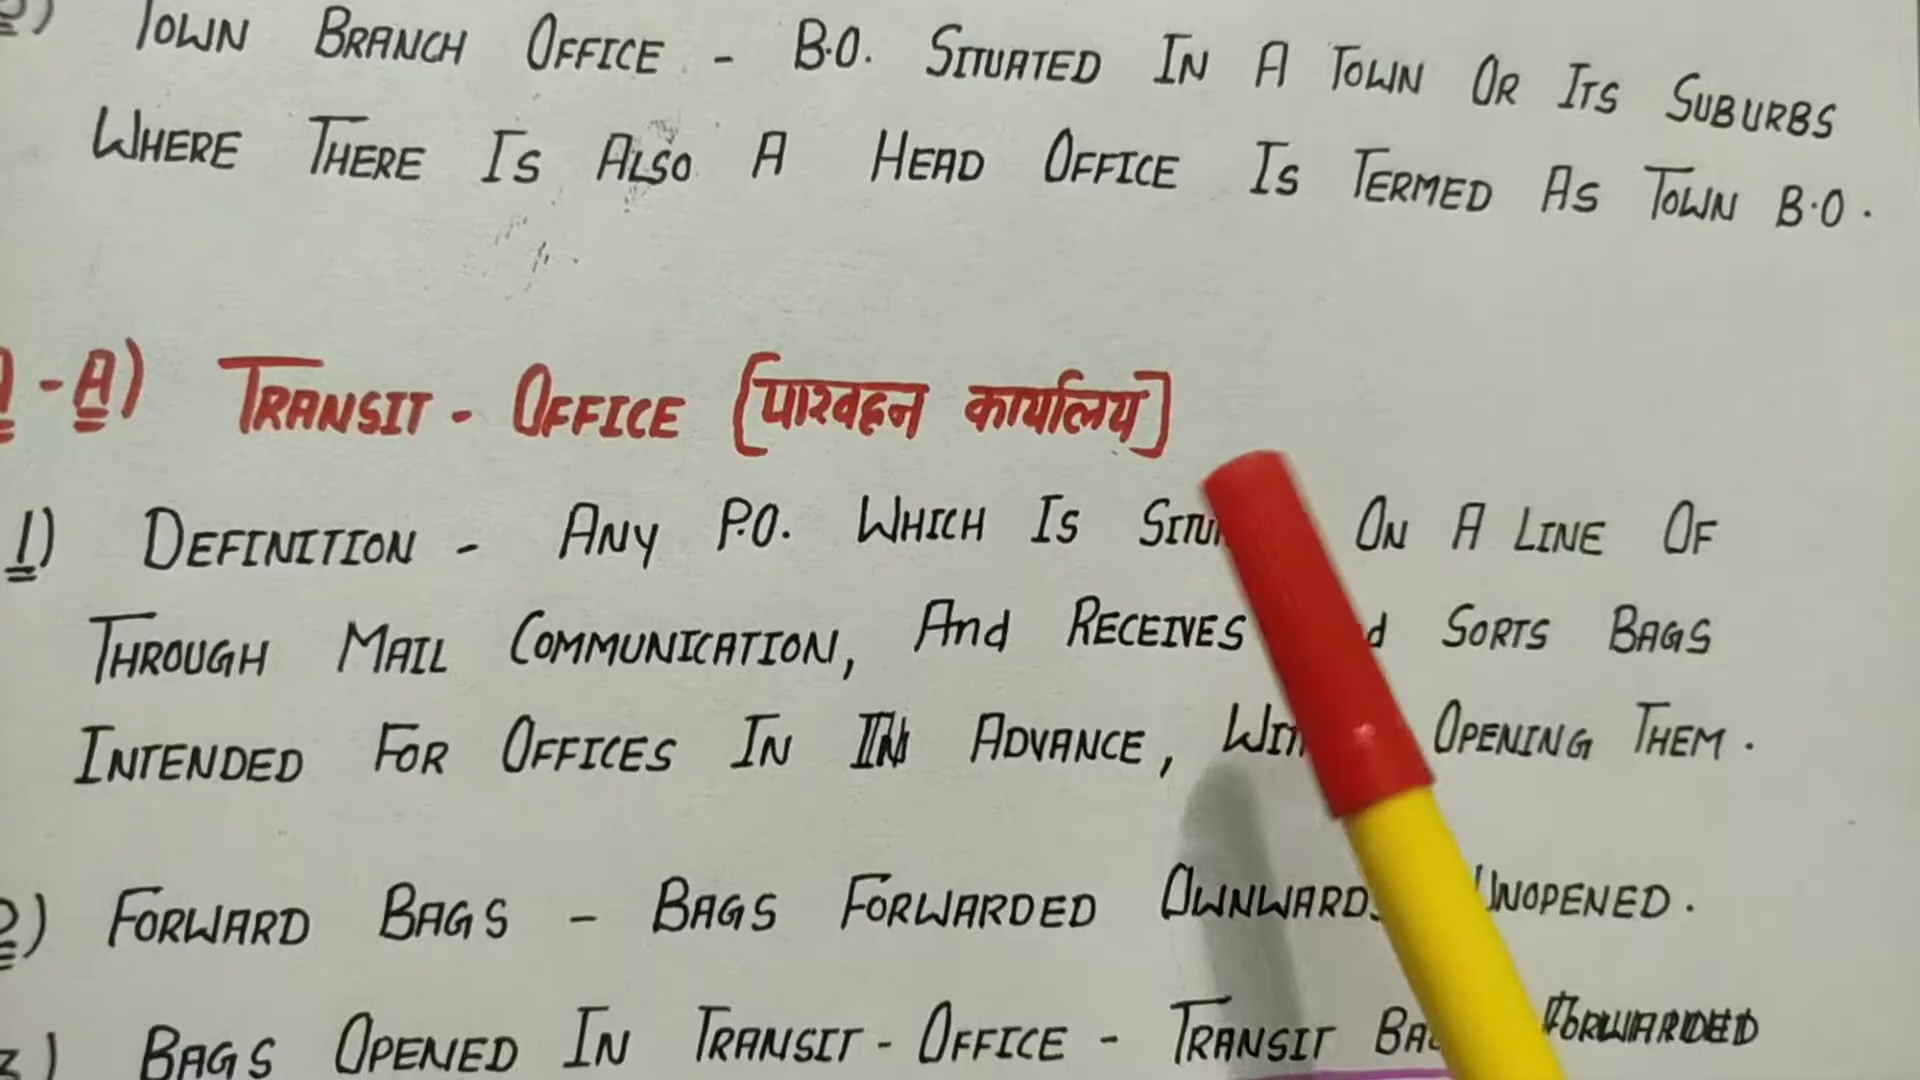 TOWN BRANCH OFFICE - B.O. SITUATED IN A TOWN OR ITS SUBURBS
WHERE THERE IS ALSO A HEAD OFFICE IS TERMED AS TOWN B.O.
-A) TRANSIT-OFFICE [पारवहन कार्यालय]
1) DEFINITION - ANY P.O. WHICH IS ON A LINE OF
THROUGH MAIL COMMUNICATION, And RECEIVES SORTS BAGS
INTENDED FOR OFFICES IN IN ADVANCE, OPENING THEM.
2) FORWARD BAGS - BAGS FORWARDED OWNWARDS UNOPENED.
3) BAGS OPENED IN TRANSIT-OFFICE - TRANSIT FORWARDED